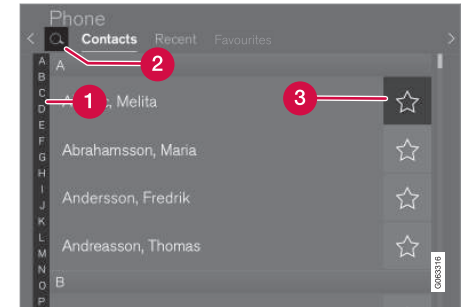 Phone
Contacts Recent Favourites
2
A
A
B
C
D
E
F
G
H
I
J
K
L
M
N
O
P
1
Melita
3
Abrahamsson, Maria
Andersson, Fredrik
Andreasson, Thomas
B
G063316